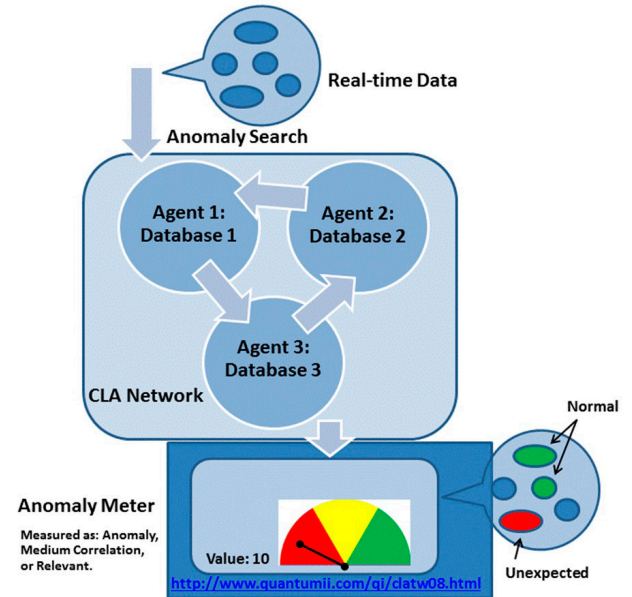 Real-time Data
Anomaly Search
Agent 1:
Database 1
Agent 2:
Database 2
Agent 3:
Database 3
CLA Network
Normal
Anomaly Meter
Measured as: Anomaly,
Medium Correlation,
or Relevant.
Value: 10
Unexpected
http://www.quantumii.com/qi/clatw08.html